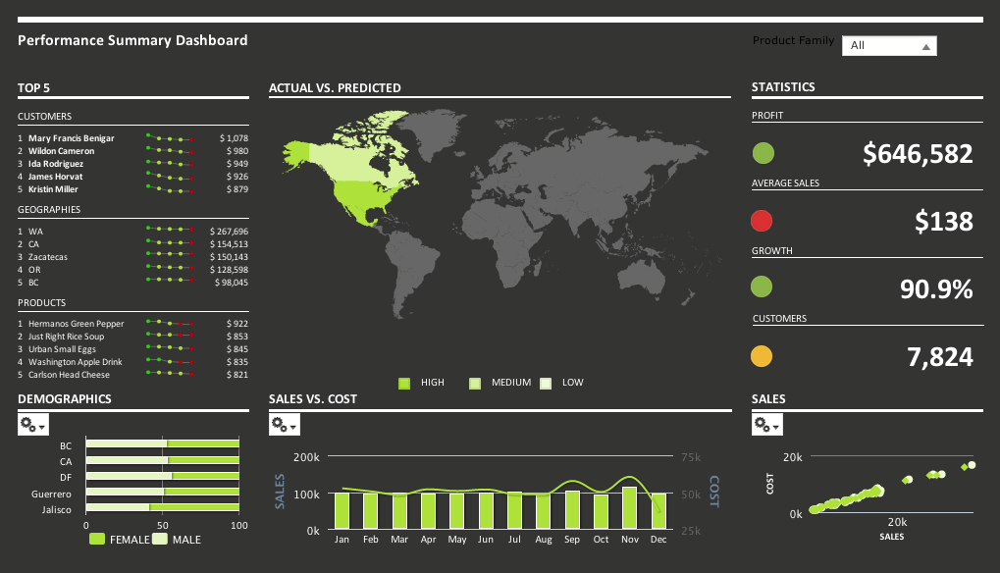 Performance Summary Dashboard
Product Family All
TOP 5
CUSTOMERS
1 Mary Francis Benigar $ 1,078
2 Wildon Cameron $ 980
3 Ida Rodriguez $ 949
4 James Horvat $ 926
5 Kristin Miller $ 879
GEOGRAPHIES
1 WA $ 267,696
2 CA $ 154,513
3 Zacatecas $ 150,143
4 OR $ 128,598
5 BC $ 98,045
PRODUCTS
1 Hermanos Green Pepper $ 922
2 Just Right Rice Soup $ 853
3 Urban Small Eggs $ 845
4 Washington Apple Drink $ 835
5 Carlson Head Cheese $ 821
ACTUAL VS. PREDICTED
HIGH MEDIUM LOW
STATISTICS
PROFIT
$646,582
AVERAGE SALES
$138
GROWTH
90.9%
CUSTOMERS
7,824
DEMOGRAPHICS
BC
CA
DF
Guerrero
Jalisco
0 50 100
FEMALE MALE
SALES VS. COST
200k 75k
SALES 100k 50k COST
0k 25k
Jan Feb Mar Apr May Jun Jul Aug Sep Oct Nov Dec
SALES
20k
COST
0k
20k
SALES